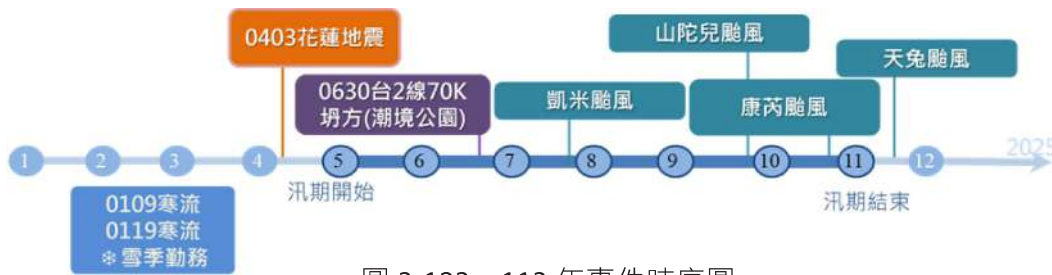 0403花蓮地震
0630台2線70K
坍方(潮境公園)
凱米颱風
山陀兒颱風
康芮颱風
天兔颱風
1 2 3 4 5 6 7 8 9 10 11 12 2025
汛期開始
汛期結束
0109寒流
0119寒流
❄雪季勤務